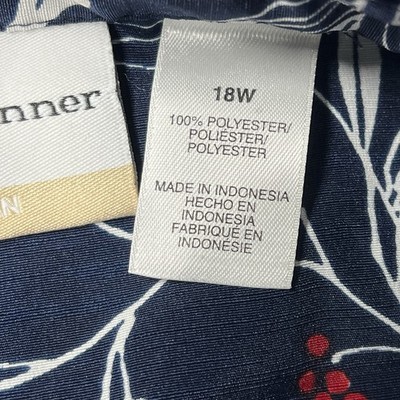 nner
N
18W
100% POLYESTER/
POLIÉSTER/
POLYESTER
MADE IN INDONESIA
HECHO EN
INDONESIA
FABRIQUÉ EN
INDONÉSIE